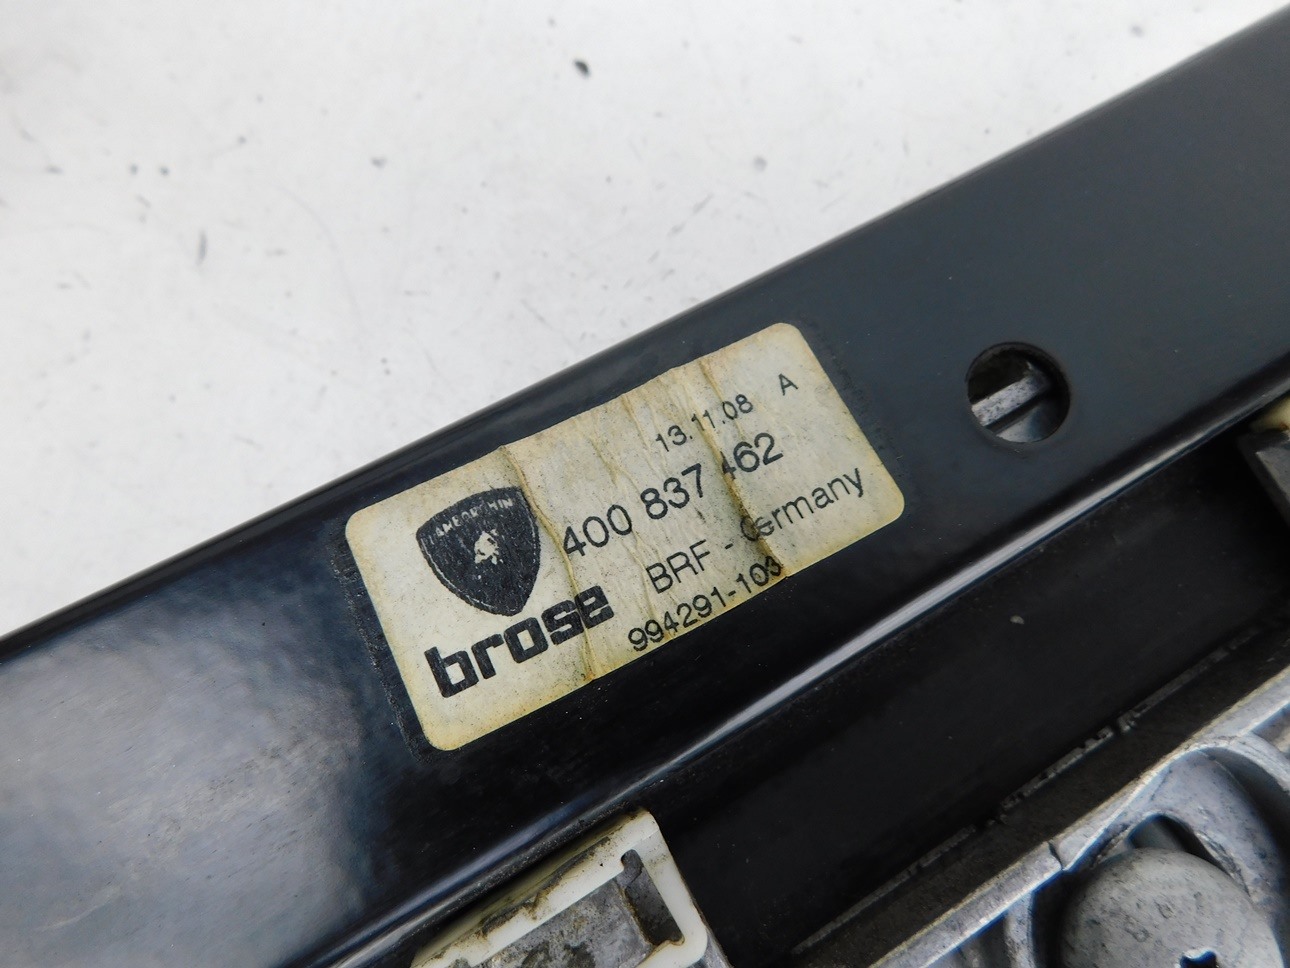 13.11.08 A
400 837 462
BRF - Germany
994291-103
brose